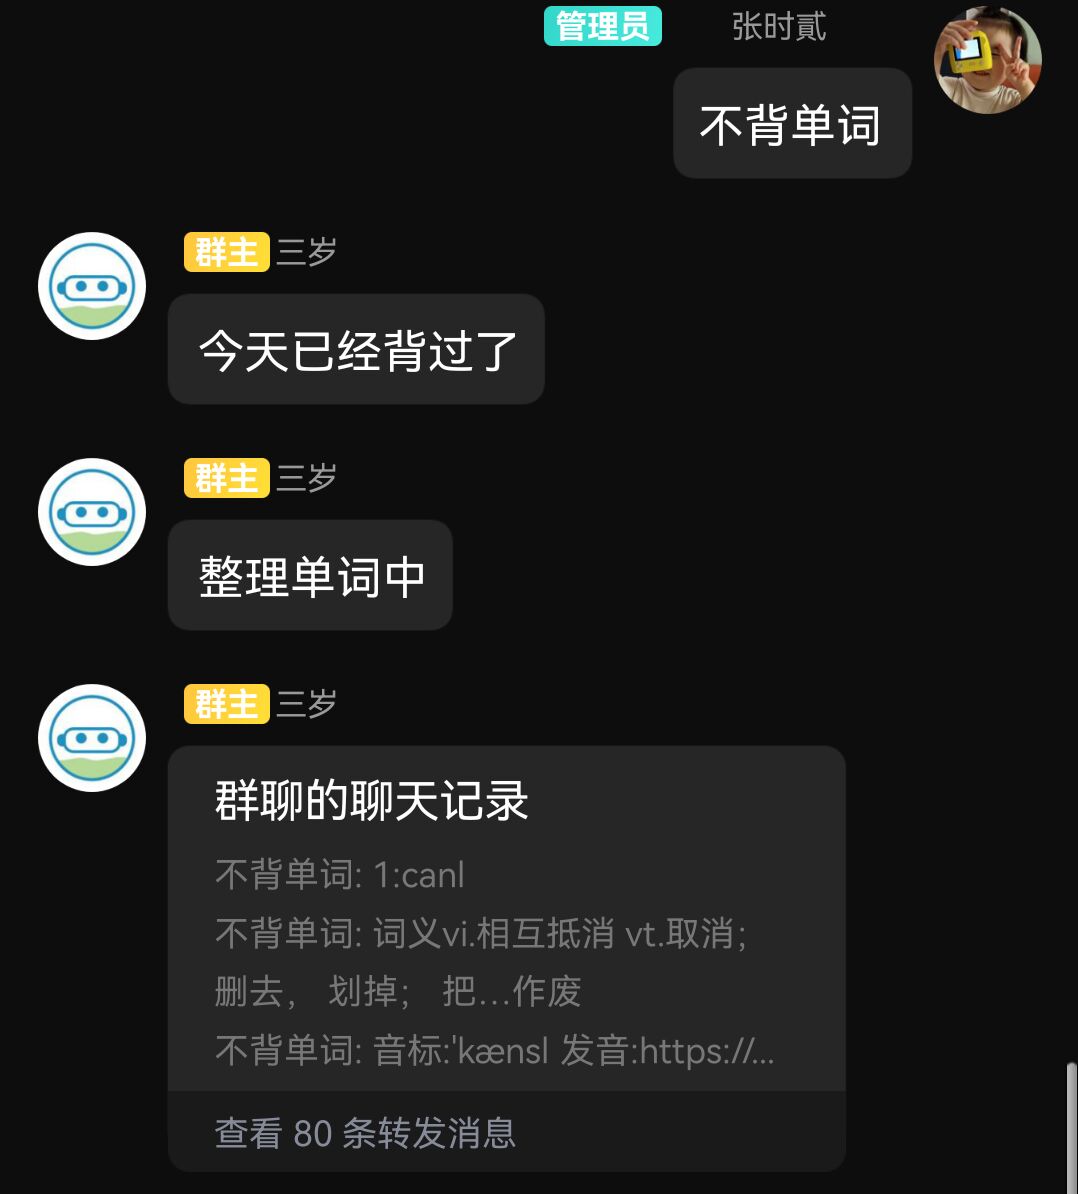 管理员 张时貳
不背单词
群主 三岁
今天已经背过了
群主 三岁
整理单词中
群主 三岁
群聊的聊天记录
不背单词: 1:canl
不背单词: 词义vi.相互抵消 vt.取消;
删去， 划掉； 把…作废
不背单词: 音标:'kænsl 发音:https://...
查看 80 条转发消息